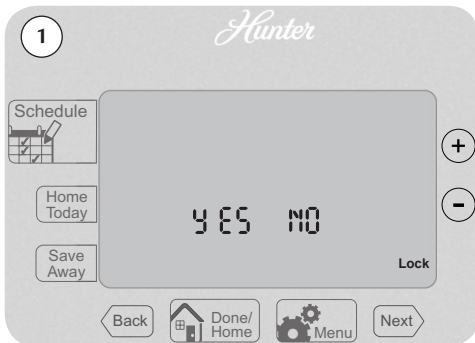 1
Hunter
Schedule
+
Home
Today
-
YES NO
Save
Away
Lock
Back
Done/
Home
Menu
Next